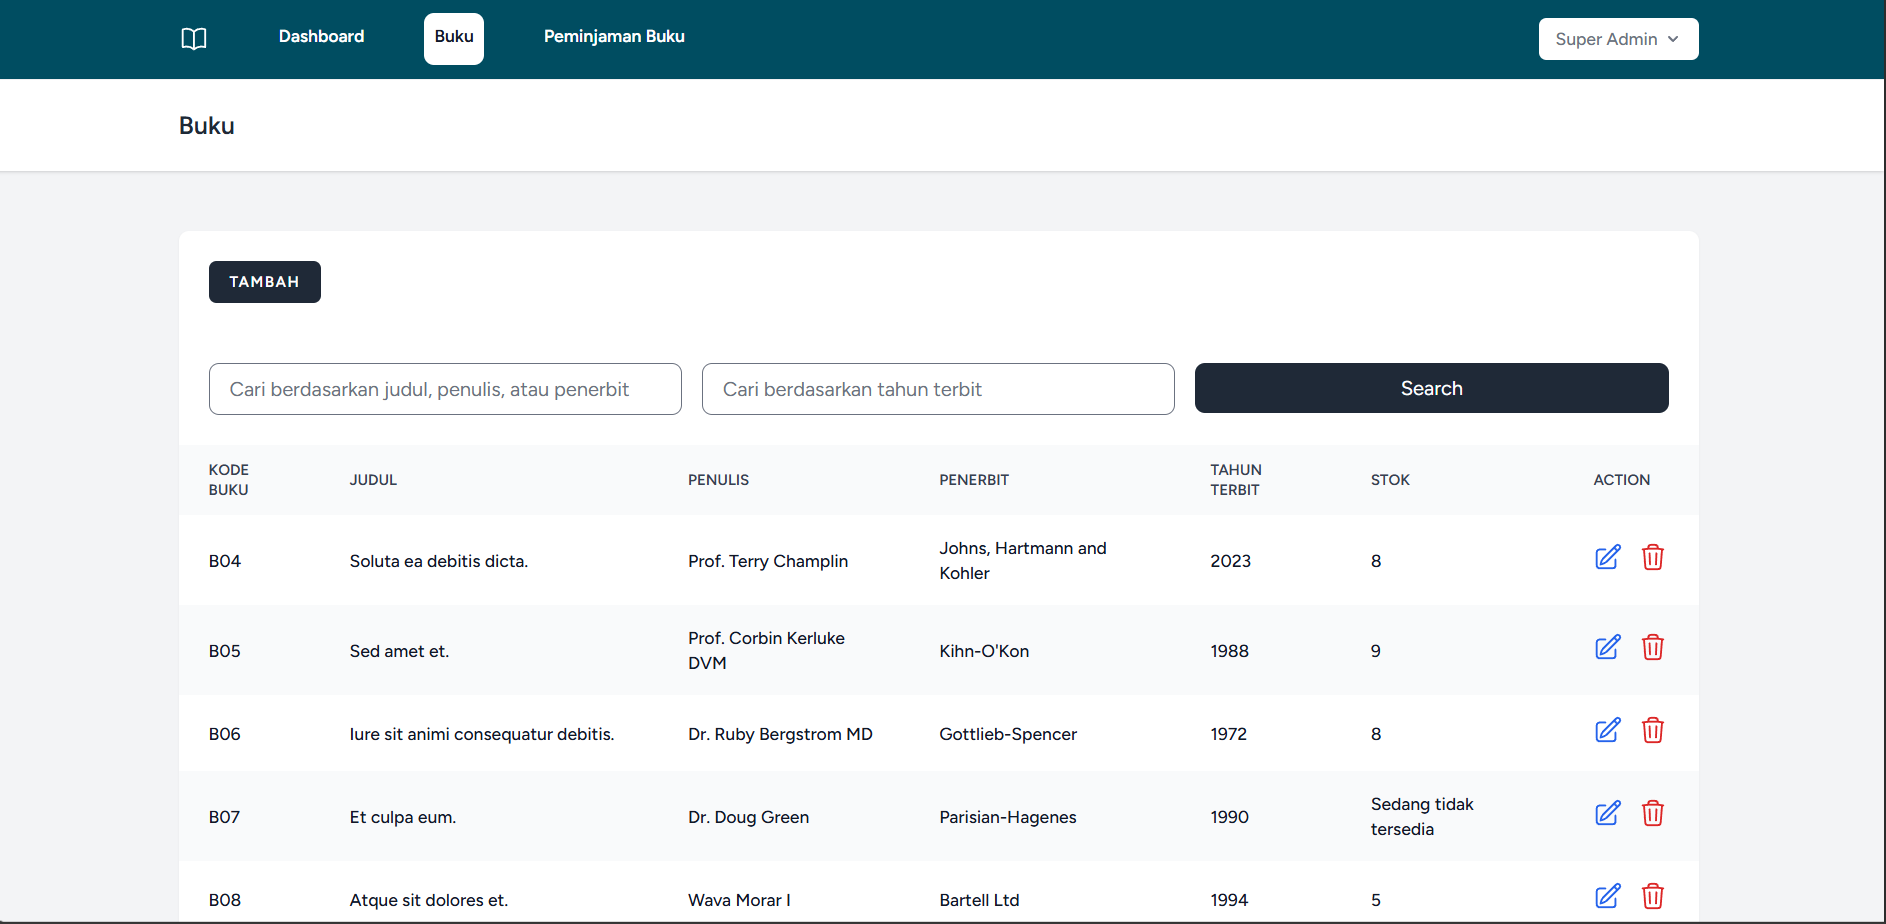 Dashboard Buku Peminjaman Buku Super Admin
Buku
TAMBAH
Cari berdasarkan judul, penulis, atau penerbit Cari berdasarkan tahun terbit Search
KODE BUKU JUDUL PENULIS PENERBIT TAHUN TERBIT STOK ACTION
B04 Soluta ea debitis dicta. Prof. Terry Champlin Johns, Hartmann and Kohler 2023 8
B05 Sed amet et. Prof. Corbin Kerluke DVM Kihn-O'Kon 1988 9
B06 Iure sit animi consequatur debitis. Dr. Ruby Bergstrom MD Gottlieb-Spencer 1972 8
B07 Et culpa eum. Dr. Doug Green Parisian-Hagenes 1990 Sedang tidak tersedia
B08 Atque sit dolores et. Wava Morar I Bartell Ltd 1994 5